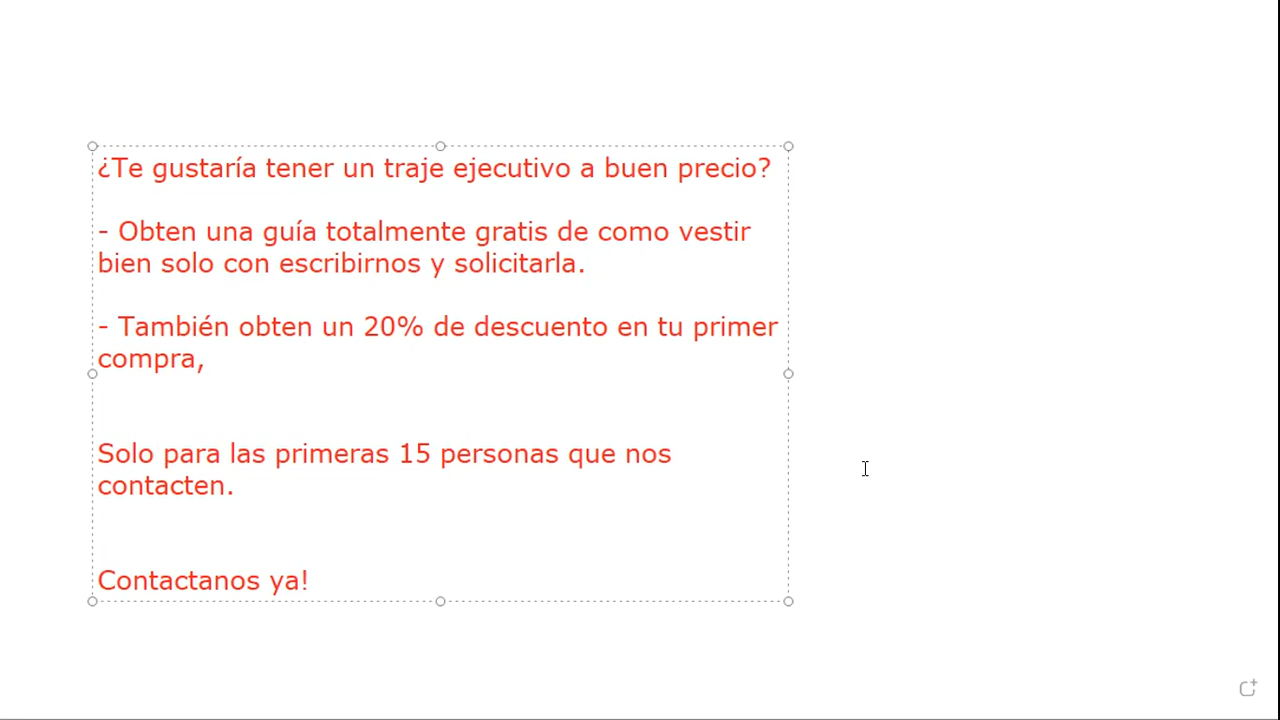 ¿Te gustaría tener un traje ejecutivo a buen precio?
- Obten una guía totalmente gratis de como vestir
bien solo con escribirnos y solicitarla.
- También obten un 20% de descuento en tu primer
compra,
Solo para las primeras 15 personas que nos
contacten.
Contactanos ya!